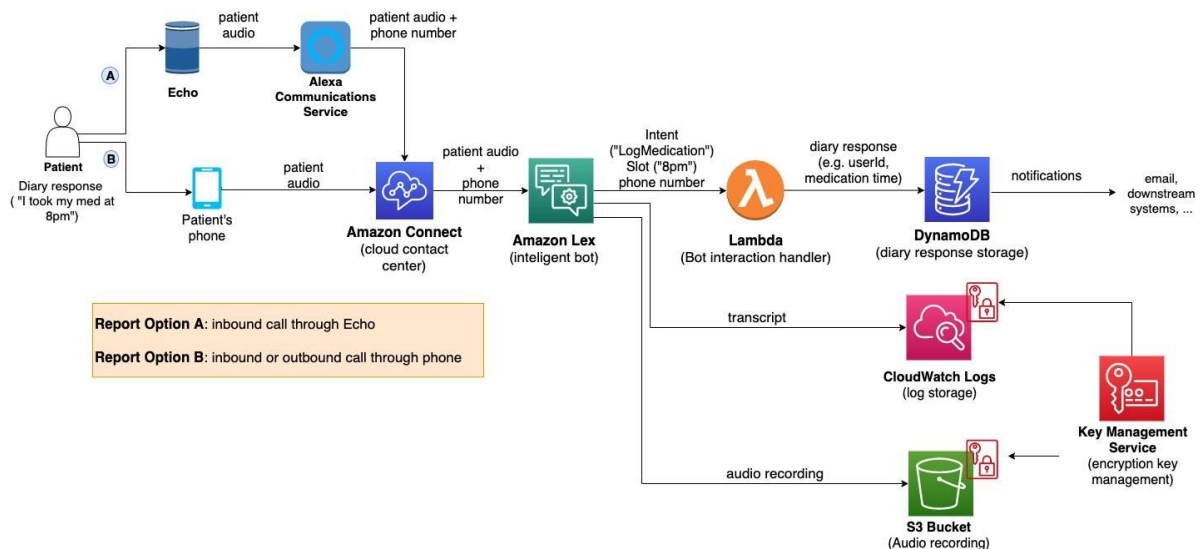 patient
audio
patient audio +
phone number
A
Echo
Alexa
Communications
Service
B
Patient
Diary response
( "I took my med at
8pm")
Patient's
phone
patient
audio
Amazon Connect
(cloud contact
center)
patient audio
+
phone
number
Amazon Lex
(inteligent bot)
Intent
("LogMedication")
Slot ("8pm")
phone number
Lambda
(Bot interaction handler)
diary response
(e.g. userId,
medication time)
DynamoDB
(diary response storage)
notifications
email,
downstream
systems, ...
Report Option A: inbound call through Echo
Report Option B: inbound or outbound call through phone
transcript
CloudWatch Logs
(log storage)
Key Management
Service
(encryption key
management)
audio recording
S3 Bucket
(Audio recording)